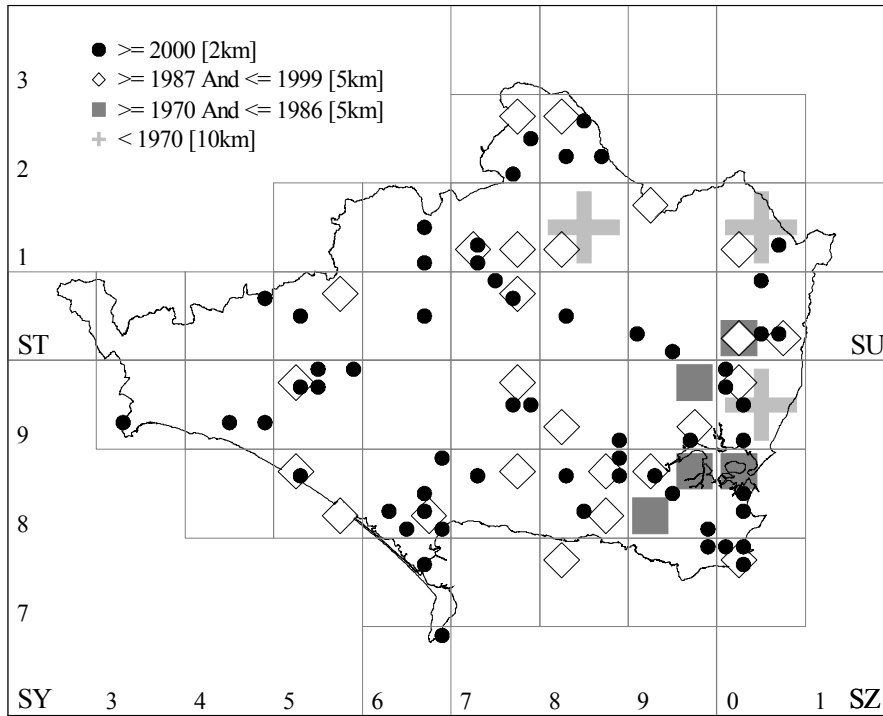 >= 2000 [2km]
>= 1987 And <= 1999 [5km]
>= 1970 And <= 1986 [5km]
< 1970 [10km]
3
2
1
ST
SU
9
8
7
SY 3 4 5 6 7 8 9 0 1 SZ